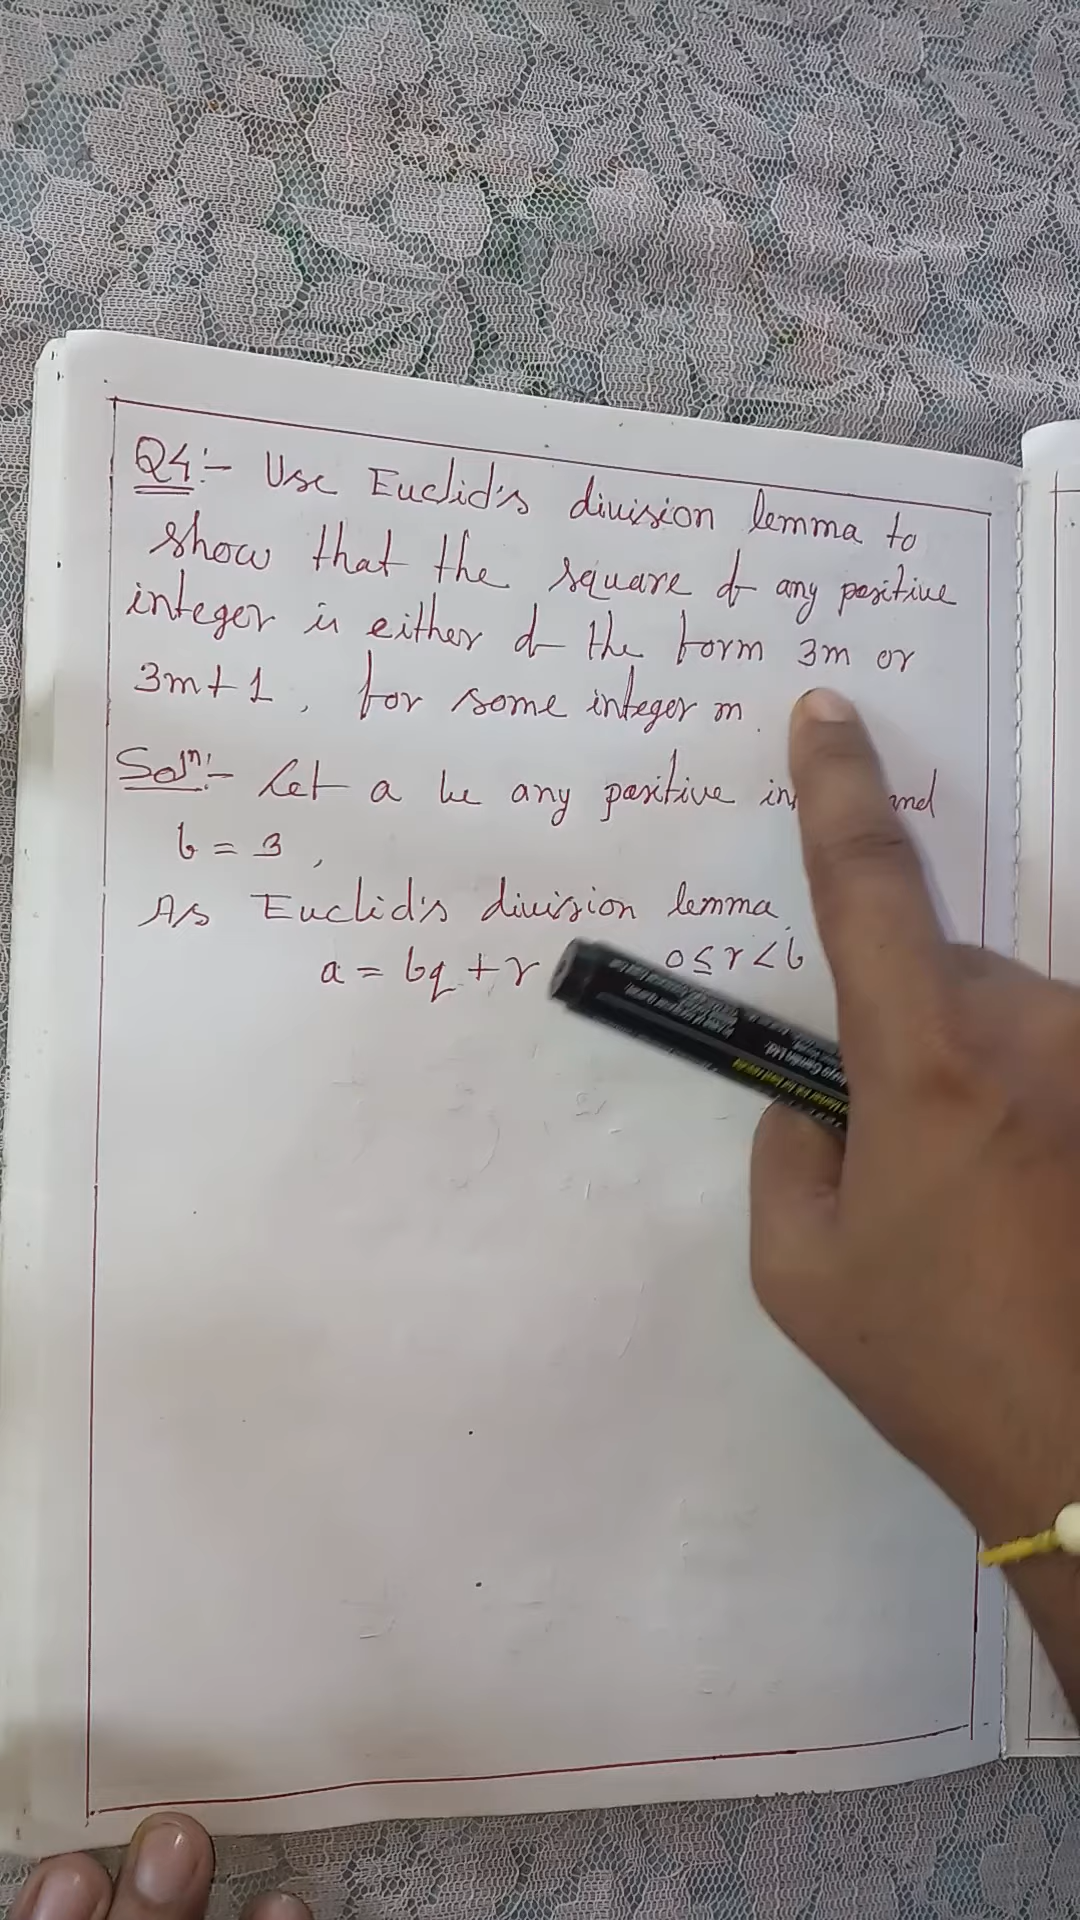 Q4:- Use Euclid's division lemma to
show that the square of any positive
integer is either of the form 3m or
3m+1, for some integer m.
Solⁿ:- Let a be any positive and
b = 3,
As Euclid's division lemma
a = bq + r 0 ≤ r < b